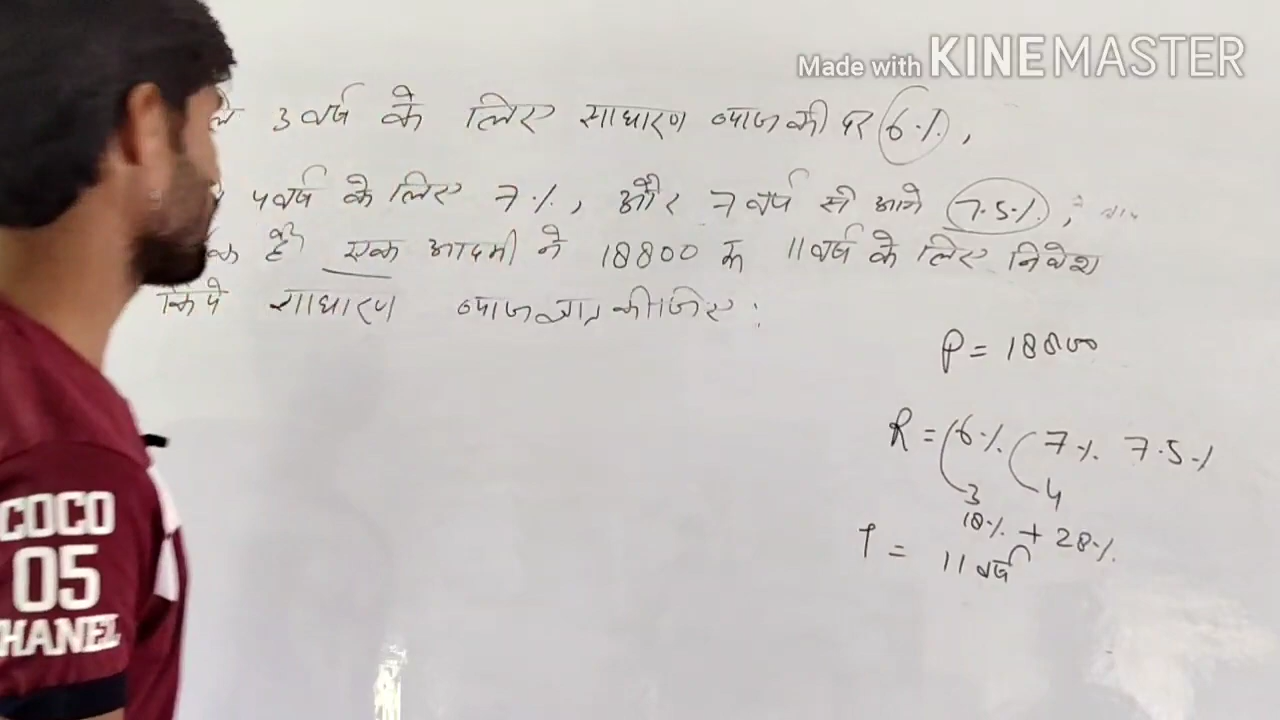 Made with KINEMASTER
3 वर्ष के लिए साधारण ब्याज की दर 6%,
4 वर्ष के लिए 7%, और 7 वर्ष से आगे 7.5%,
है एक आदमी ने 18800 रु 11 वर्ष के लिए निवेश
किये साधारण ब्याज ज्ञात कीजिए:
P = 18800
R = 6% 7% 7.5%
3 4
18% + 28%
T = 11 वर्ष
COCO
05
HANEL